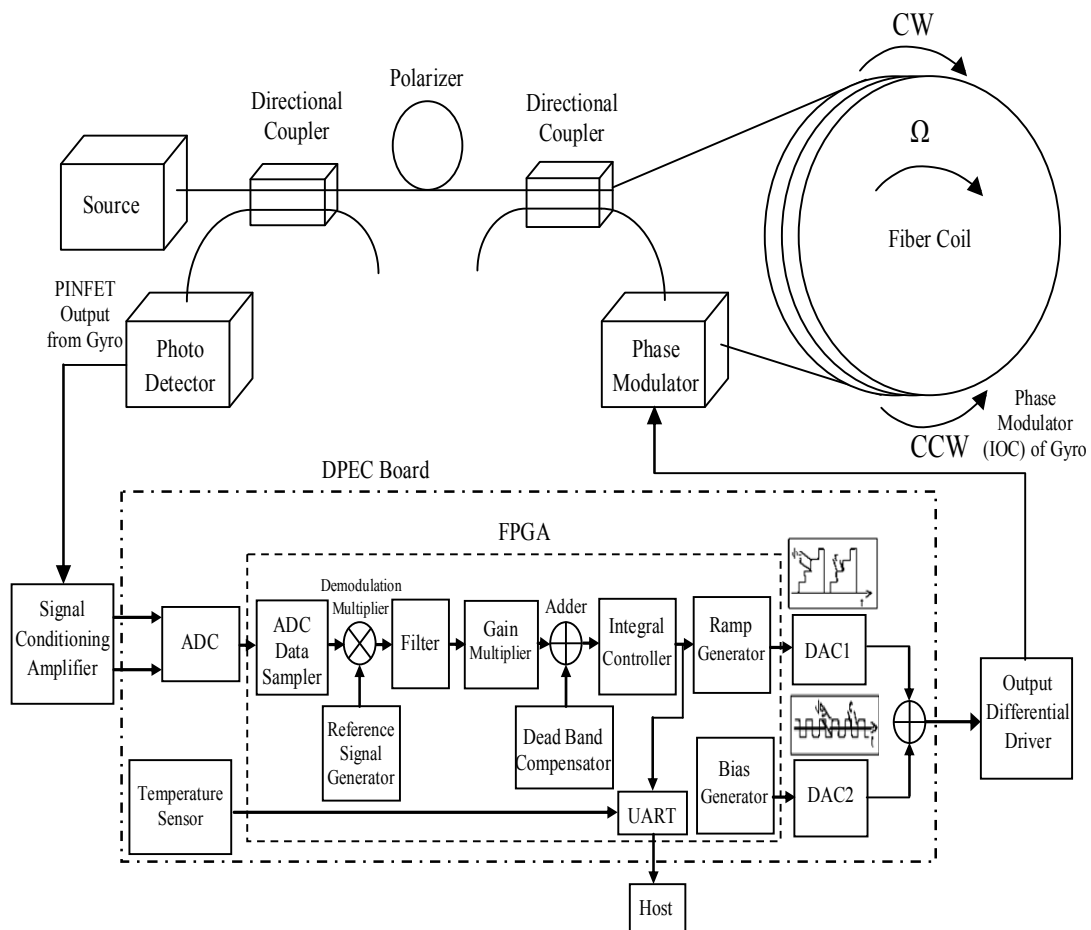 CW
Polarizer
Directional
Coupler
Directional
Coupler
Ω
Source
Fiber Coil
PINFET
Output
from Gyro
Photo
Detector
Phase
Modulator
Phase
Modulator
(IOC) of Gyro
CCW
DPEC Board
FPGA
Signal
Conditioning
Amplifier
ADC
ADC
Data
Sampler
Demodulation
Multiplier
Filter
Gain
Multiplier
Adder
Integral
Controller
Ramp
Generator
DAC1
Reference
Signal
Generator
Dead Band
Compensator
Output
Differential
Driver
Temperature
Sensor
UART
Bias
Generator
DAC2
t
t
Host